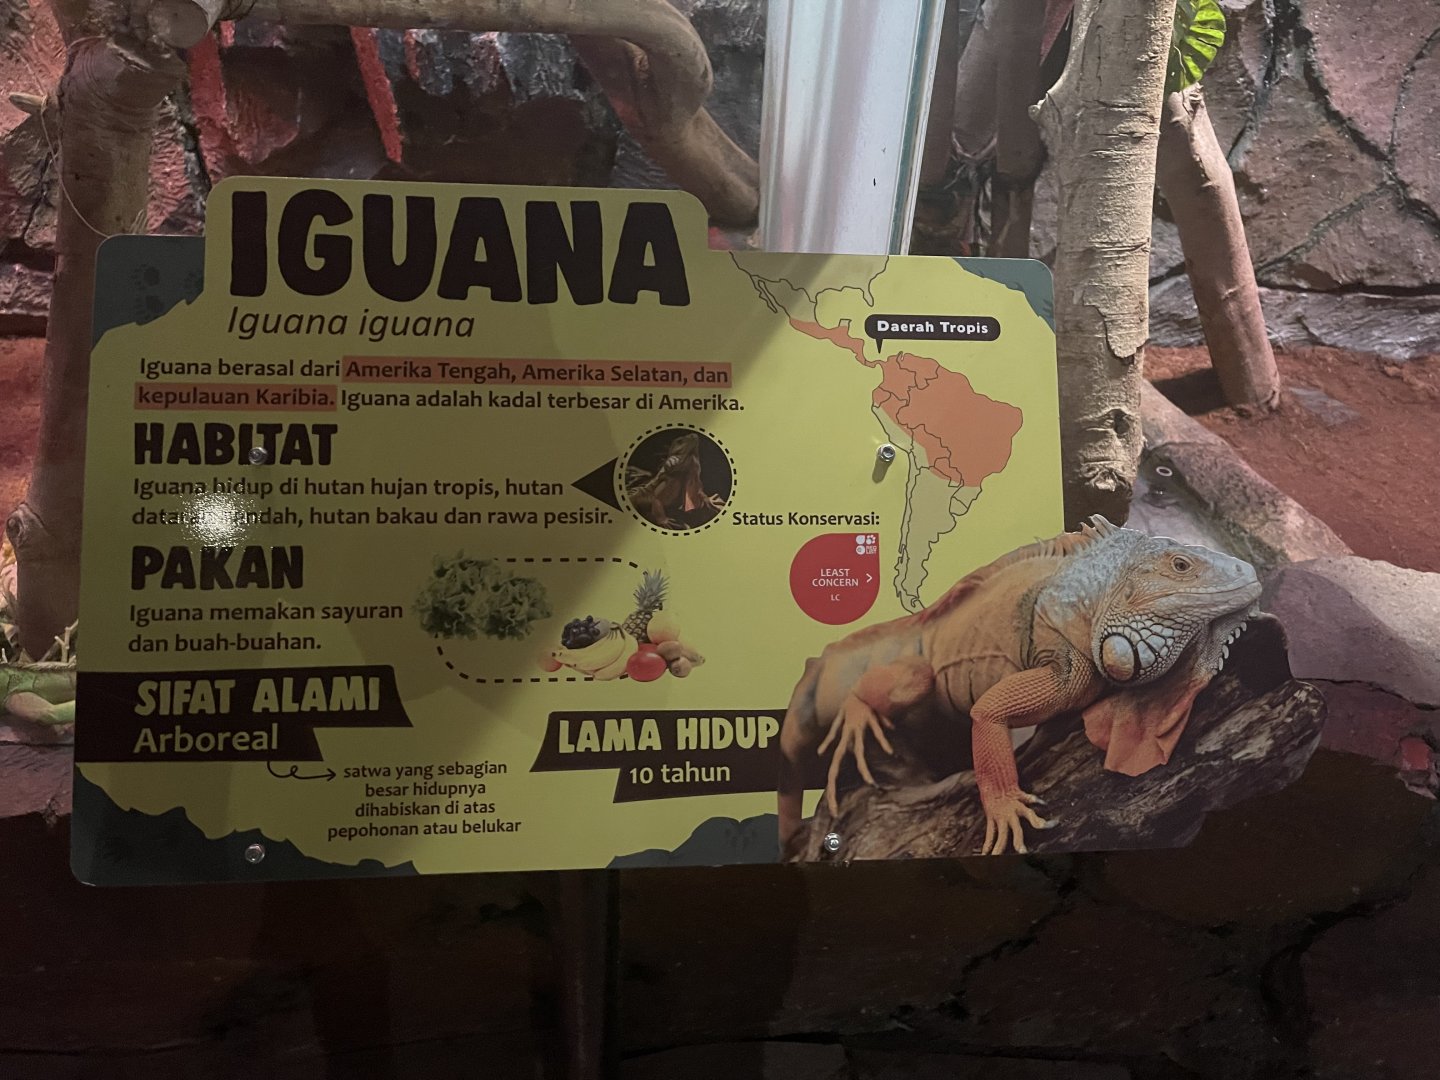 IGUANA
Iguana iguana
Iguana berasal dari Amerika Tengah, Amerika Selatan, dan
kepulauan Karibia. Iguana adalah kadal terbesar di Amerika.
Daerah Tropis
HABITAT
Iguana hidup di hutan hujan tropis, hutan
dataran rendah, hutan bakau dan rawa pesisir.
Status Konservasi:
LEAST
CONCERN >
LC
PAKAN
Iguana memakan sayuran
dan buah-buahan.
SIFAT ALAMI
Arboreal
satwa yang sebagian
besar hidupnya
dihabiskan di atas
pepohonan atau belukar
LAMA HIDUP
10 tahun